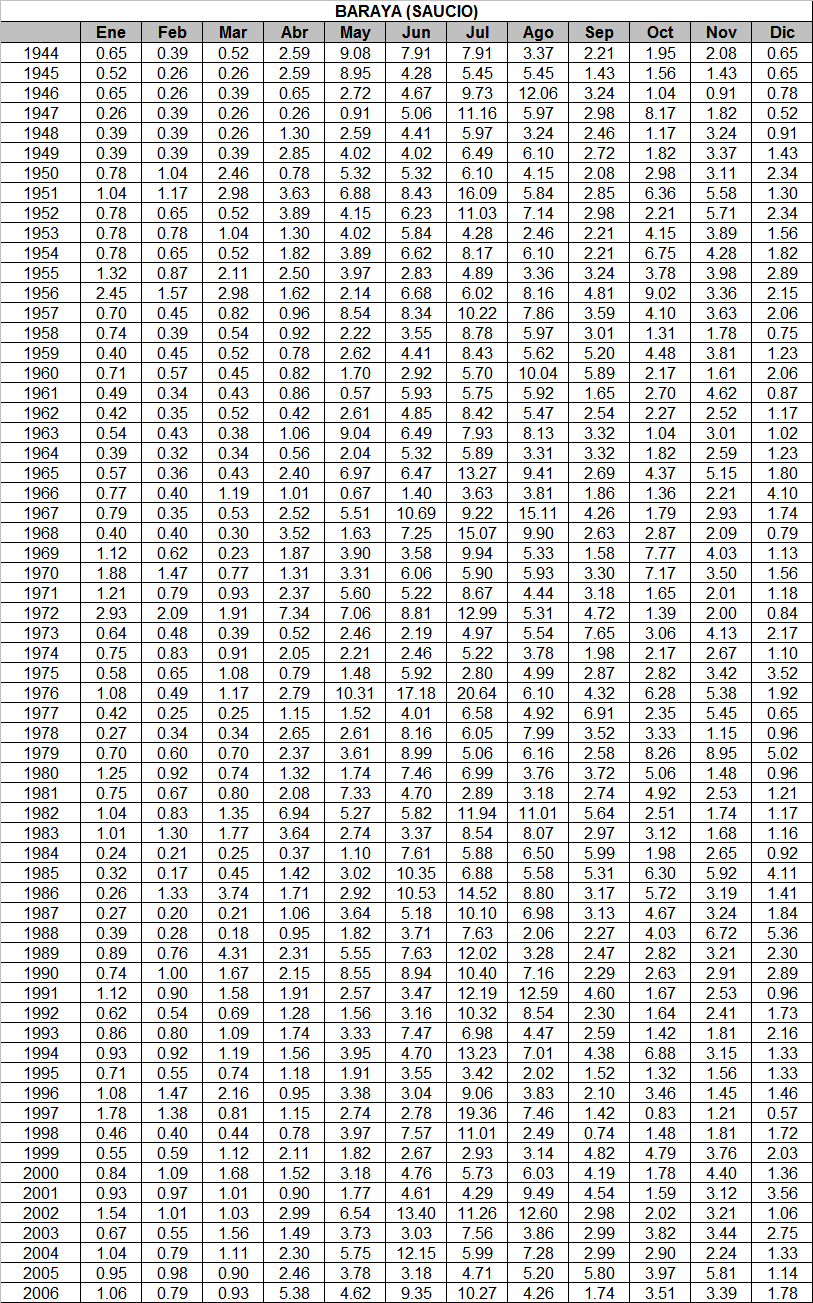 BARAYA (SAUCIO)
Ene Feb Mar Abr May Jun Jul Ago Sep Oct Nov Dic
1944 0.65 0.39 0.52 2.59 9.08 7.91 7.91 3.37 2.21 1.95 2.08 0.65
1945 0.52 0.26 0.26 2.59 8.95 4.28 5.45 5.45 1.43 1.56 1.43 0.65
1946 0.65 0.26 0.39 0.65 2.72 4.67 9.73 12.06 3.24 1.04 0.91 0.78
1947 0.26 0.39 0.26 0.26 0.91 5.06 11.16 5.97 2.98 8.17 1.82 0.52
1948 0.39 0.39 0.26 1.30 2.59 4.41 5.97 3.24 2.46 1.17 3.24 0.91
1949 0.39 0.39 0.39 2.85 4.02 4.02 6.49 6.10 2.72 1.82 3.37 1.43
1950 0.78 1.04 2.46 0.78 5.32 5.32 6.10 4.15 2.08 2.98 3.11 2.34
1951 1.04 1.17 2.98 3.63 6.88 8.43 16.09 5.84 2.85 6.36 5.58 1.30
1952 0.78 0.65 0.52 3.89 4.15 6.23 11.03 7.14 2.98 2.21 5.71 2.34
1953 0.78 0.78 1.04 1.30 4.02 5.84 4.28 2.46 2.21 4.15 3.89 1.56
1954 0.78 0.65 0.52 1.82 3.89 6.62 8.17 6.10 2.21 6.75 4.28 1.82
1955 1.32 0.87 2.11 2.50 3.97 2.83 4.89 3.36 3.24 3.78 3.98 2.89
1956 2.45 1.57 2.98 1.62 2.14 6.68 6.02 8.16 4.81 9.02 3.36 2.15
1957 0.70 0.45 0.82 0.96 8.54 8.34 10.22 7.86 3.59 4.10 3.63 2.06
1958 0.74 0.39 0.54 0.92 2.22 3.55 8.78 5.97 3.01 1.31 1.78 0.75
1959 0.40 0.45 0.52 0.78 2.62 4.41 8.43 5.62 5.20 4.48 3.81 1.23
1960 0.71 0.57 0.45 0.82 1.70 2.92 5.70 10.04 5.89 2.17 1.61 2.06
1961 0.49 0.34 0.43 0.86 0.57 5.93 5.75 5.92 1.65 2.70 4.62 0.87
1962 0.42 0.35 0.52 0.42 2.61 4.85 8.42 5.47 2.54 2.27 2.52 1.17
1963 0.54 0.43 0.38 1.06 9.04 6.49 7.93 8.13 3.32 1.04 3.01 1.02
1964 0.39 0.32 0.34 0.56 2.04 5.32 5.89 3.31 3.32 1.82 2.59 1.23
1965 0.57 0.36 0.43 2.40 6.97 6.47 13.27 9.41 2.69 4.37 5.15 1.80
1966 0.77 0.40 1.19 1.01 0.67 1.40 3.63 3.81 1.86 1.36 2.21 4.10
1967 0.79 0.35 0.53 2.52 5.51 10.69 9.22 15.11 4.26 1.79 2.93 1.74
1968 0.40 0.40 0.30 3.52 1.63 7.25 15.07 9.90 2.63 2.87 2.09 0.79
1969 1.12 0.62 0.23 1.87 3.90 3.58 9.94 5.33 1.58 7.77 4.03 1.13
1970 1.88 1.47 0.77 1.31 3.31 6.06 5.90 5.93 3.30 7.17 3.50 1.56
1971 1.21 0.79 0.93 2.37 5.60 5.22 8.67 4.44 3.18 1.65 2.01 1.18
1972 2.93 2.09 1.91 7.34 7.06 8.81 12.99 5.31 4.72 1.39 2.00 0.84
1973 0.64 0.48 0.39 0.52 2.46 2.19 4.97 5.54 7.65 3.06 4.13 2.17
1974 0.75 0.83 0.91 2.05 2.21 2.46 5.22 3.78 1.98 2.17 2.67 1.10
1975 0.58 0.65 1.08 0.79 1.48 5.92 2.80 4.99 2.87 2.82 3.42 3.52
1976 1.08 0.49 1.17 2.79 10.31 17.18 20.64 6.10 4.32 6.28 5.38 1.92
1977 0.42 0.25 0.25 1.15 1.52 4.01 6.58 4.92 6.91 2.35 5.45 0.65
1978 0.27 0.34 0.34 2.65 2.61 8.16 6.05 7.99 3.52 3.33 1.15 0.96
1979 0.70 0.60 0.70 2.37 3.61 8.99 5.06 6.16 2.58 8.26 8.95 5.02
1980 1.25 0.92 0.74 1.32 1.74 7.46 6.99 3.76 3.72 5.06 1.48 0.96
1981 0.75 0.67 0.80 2.08 7.33 4.70 2.89 3.18 2.74 4.92 2.53 1.21
1982 1.04 0.83 1.35 6.94 5.27 5.82 11.94 11.01 5.64 2.51 1.74 1.17
1983 1.01 1.30 1.77 3.64 2.74 3.37 8.54 8.07 2.97 3.12 1.68 1.16
1984 0.24 0.21 0.25 0.37 1.10 7.61 5.88 6.50 5.99 1.98 2.65 0.92
1985 0.32 0.17 0.45 1.42 3.02 10.35 6.88 5.58 5.31 6.30 5.92 4.11
1986 0.26 1.33 3.74 1.71 2.92 10.53 14.52 8.80 3.17 5.72 3.19 1.41
1987 0.27 0.20 0.21 1.06 3.64 5.18 10.10 6.98 3.13 4.67 3.24 1.84
1988 0.39 0.28 0.18 0.95 1.82 3.71 7.63 2.06 2.27 4.03 6.72 5.36
1989 0.89 0.76 4.31 2.31 5.55 7.63 12.02 3.28 2.47 2.82 3.21 2.30
1990 0.74 1.00 1.67 2.15 8.55 8.94 10.40 7.16 2.29 2.63 2.91 2.89
1991 1.12 0.90 1.58 1.91 2.57 3.47 12.19 12.59 4.60 1.67 2.53 0.96
1992 0.62 0.54 0.69 1.28 1.56 3.16 10.32 8.54 2.30 1.64 2.41 1.73
1993 0.86 0.80 1.09 1.74 3.33 7.47 6.98 4.47 2.59 1.42 1.81 2.16
1994 0.93 0.92 1.19 1.56 3.95 4.70 13.23 7.01 4.38 6.88 3.15 1.33
1995 0.71 0.55 0.74 1.18 1.91 3.55 3.42 2.02 1.52 1.32 1.56 1.33
1996 1.08 1.47 2.16 0.95 3.38 3.04 9.06 3.83 2.10 3.46 1.45 1.46
1997 1.78 1.38 0.81 1.15 2.74 2.78 19.36 7.46 1.42 0.83 1.21 0.57
1998 0.46 0.40 0.44 0.78 3.97 7.57 11.01 2.49 0.74 1.48 1.81 1.72
1999 0.55 0.59 1.12 2.11 1.82 2.67 2.93 3.14 4.82 4.79 3.76 2.03
2000 0.84 1.09 1.68 1.52 3.18 4.76 5.73 6.03 4.19 1.78 4.40 1.36
2001 0.93 0.97 1.01 0.90 1.77 4.61 4.29 9.49 4.54 1.59 3.12 3.56
2002 1.54 1.01 1.03 2.99 6.54 13.40 11.26 12.60 2.98 2.02 3.21 1.06
2003 0.67 0.55 1.56 1.49 3.73 3.03 7.56 3.86 2.99 3.82 3.44 2.75
2004 1.04 0.79 1.11 2.30 5.75 12.15 5.99 7.28 2.99 2.90 2.24 1.33
2005 0.95 0.98 0.90 2.46 3.78 3.18 4.71 5.20 5.80 3.97 5.81 1.14
2006 1.06 0.79 0.93 5.38 4.62 9.35 10.27 4.26 1.74 3.51 3.39 1.78